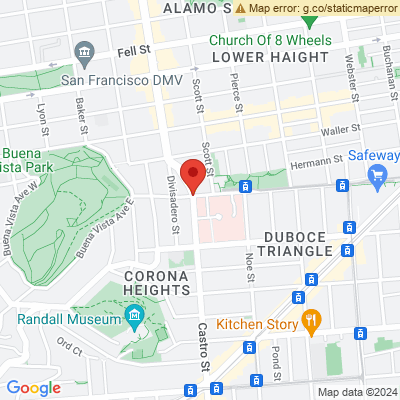 ALAMO S
Map error: g.co/staticmaperror
Fell St
Church Of 8 Wheels
LOWER HAIGHT
San Francisco DMV
Scott St
Pierce St
Webster St
Buchanan St
Lyon St
Baker St
Waller St
Buena
ista Park
Scott St
Hermann St
Safeway
Divisadero St
Buena Vista Ave W
Buena Vista Ave E
DUBOCE
TRIANGLE
Noe St
CORONA
HEIGHTS
Randall Museum
Castro St
Kitchen Story
Ord Ct
Pond St
Google
Map data ©2024